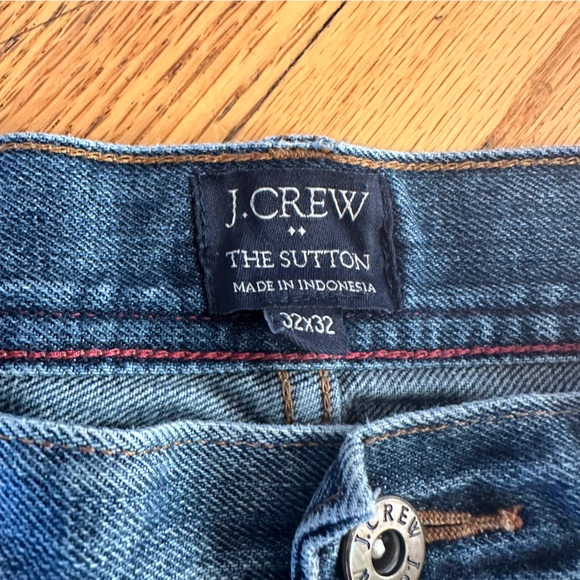 J.CREW
THE SUTTON
MADE IN INDONESIA
32x32
J.CREW J.